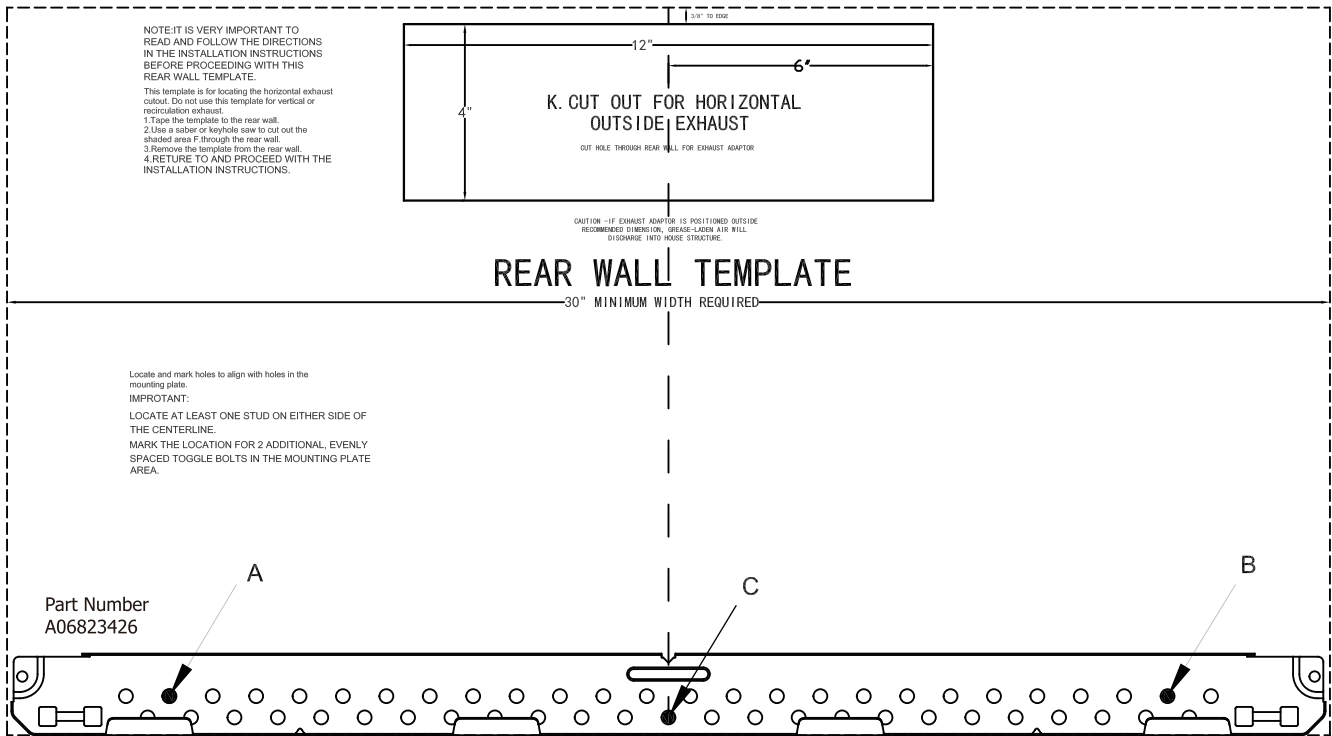 3/8" TO EDGE
NOTE:IT IS VERY IMPORTANT TO
READ AND FOLLOW THE DIRECTIONS
IN THE INSTALLATION INSTRUCTIONS
BEFORE PROCEEDING WITH THIS
REAR WALL TEMPLATE.
This template is for locating the horizontal exhaust
cutout. Do not use this template for vertical or
recirculation exhaust.
1.Tape the template to the rear wall.
2.Use a saber or keyhole saw to cut out the
shaded area F.through the rear wall.
3.Remove the template from the rear wall.
4.RETURE TO AND PROCEED WITH THE
INSTALLATION INSTRUCTIONS.
12"
6"
4"
K.CUT OUT FOR HORIZONTAL
OUTSIDE EXHAUST
CUT HOLE THROUGH REAR WALL FOR EXHAUST ADAPTOR
CAUTION -IF EXHAUST ADAPTOR IS POSITIONED OUTSIDE
RECOMMENDED DIMENSION, GREASE-LADEN AIR WILL
DISCHARGE INTO HOUSE STRUCTURE.
REAR WALL TEMPLATE
30" MINIMUM WIDTH REQUIRED
Locate and mark holes to align with holes in the
mounting plate.
IMPROTANT:
LOCATE AT LEAST ONE STUD ON EITHER SIDE OF
THE CENTERLINE.
MARK THE LOCATION FOR 2 ADDITIONAL, EVENLY
SPACED TOGGLE BOLTS IN THE MOUNTING PLATE
AREA.
A
B
C
Part Number
A06823426